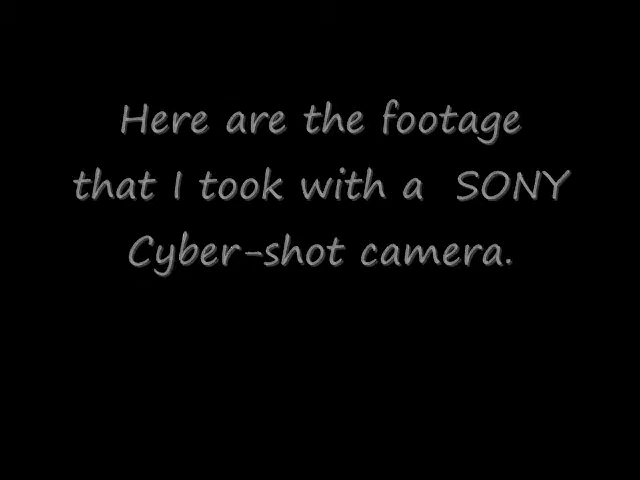 Here are the footage
that I took with a  SONY
Cyber-shot camera.